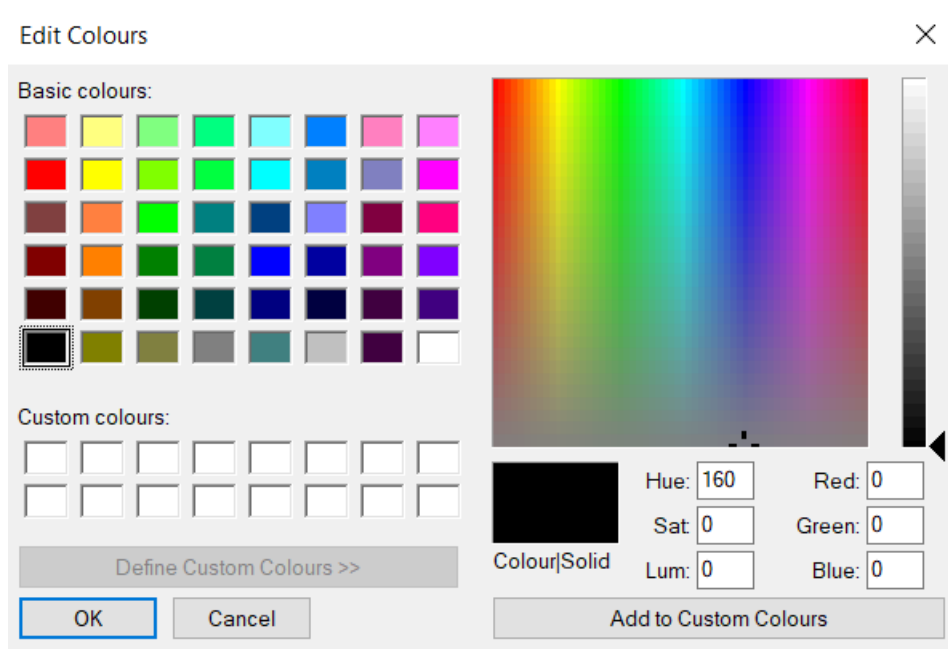 Edit Colours
Basic colours:
Custom colours:
Define Custom Colours >>
OK
Cancel
Colour|Solid
Hue: 160
Sat: 0
Lum: 0
Red: 0
Green: 0
Blue: 0
Add to Custom Colours